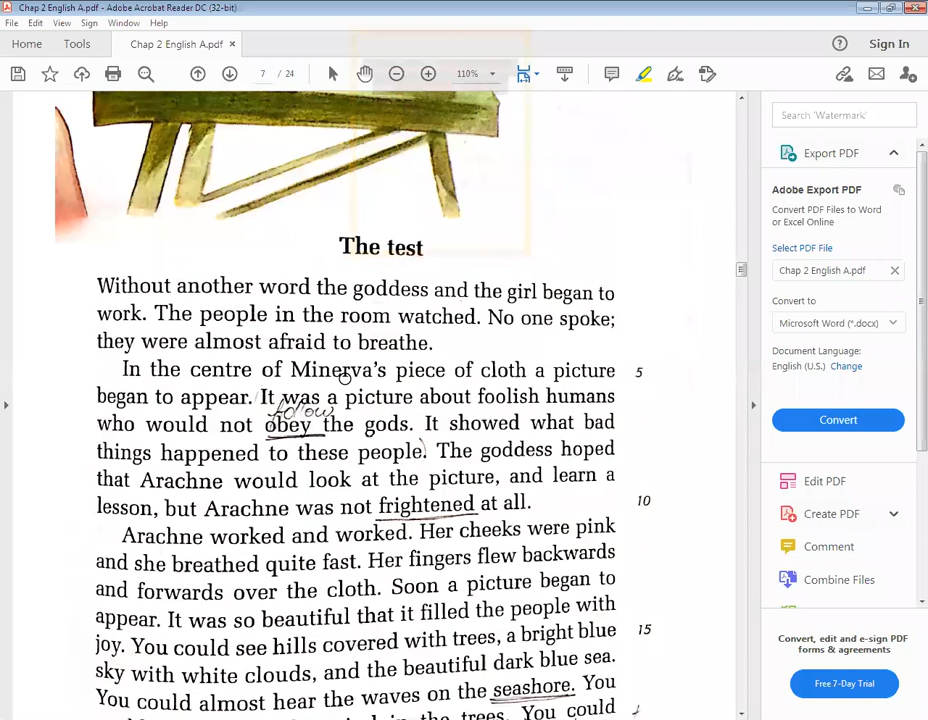 Chap 2 English A.pdf - Adobe Acrobat Reader DC (32-bit)
File Edit View Sign Window Help
Home Tools Chap 2 English A.pdf × Sign In
7 / 24 110%
Search 'Watermark'
Export PDF
Adobe Export PDF
Convert PDF Files to Word
or Excel Online
Select PDF File
Chap 2 English A.pdf ×
Convert to
Microsoft Word (*.docx)
Document Language:
English (U.S.) Change
Convert
Edit PDF
Create PDF
Comment
Combine Files
Convert, edit and e-sign PDF
forms & agreements
Free 7-Day Trial
The test
Without another word the goddess and the girl began to
work. The people in the room watched. No one spoke;
they were almost afraid to breathe.
In the centre of Minerva's piece of cloth a picture 5
began to appear. It was a picture about foolish humans
follow
who would not obey the gods. It showed what bad
things happened to these people. The goddess hoped
that Arachne would look at the picture, and learn a
lesson, but Arachne was not frightened at all. 10
Arachne worked and worked. Her cheeks were pink
and she breathed quite fast. Her fingers flew backwards
and forwards over the cloth. Soon a picture began to
appear. It was so beautiful that it filled the people with
joy. You could see hills covered with trees, a bright blue 15
sky with white clouds, and the beautiful dark blue sea.
You could almost hear the waves on the seashore. You
in the trees. You could